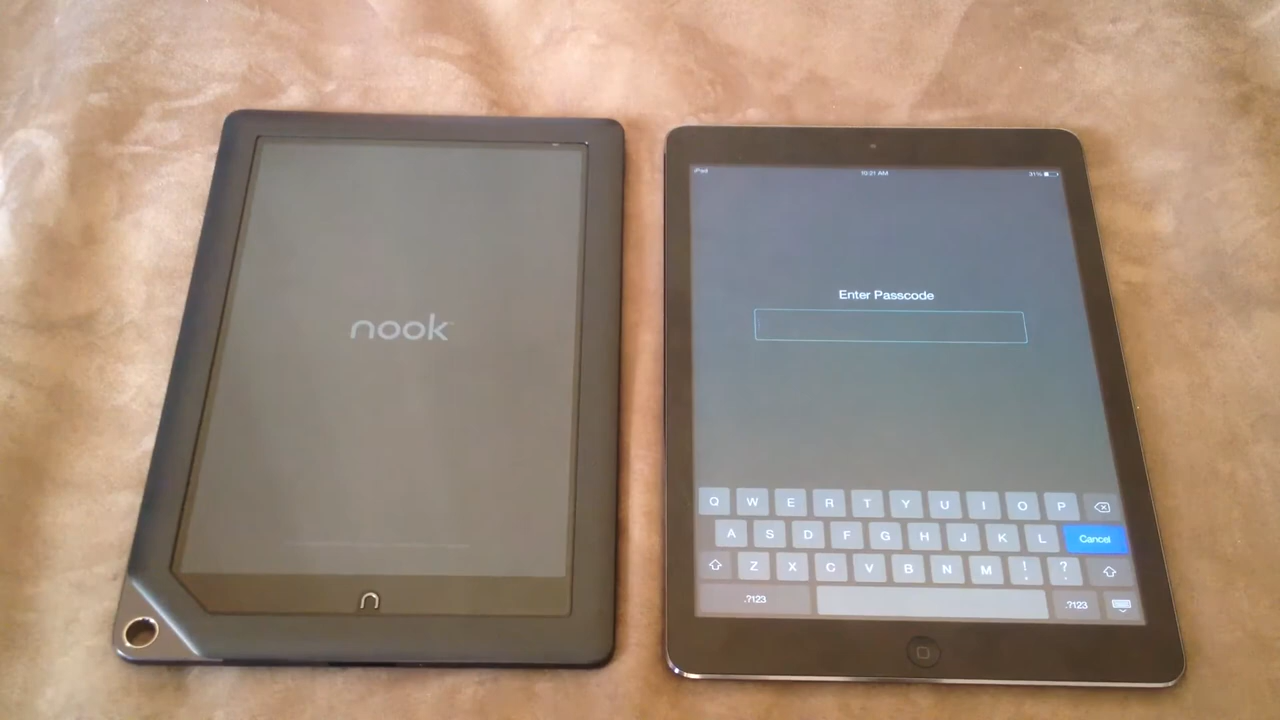 nook
n
iPad 10:21 AM 31%
Enter Passcode
Q W E R T Y U I O P
A S D F G H J K L Cancel
Z X C V B N M ! , ? .
.?123 .?123